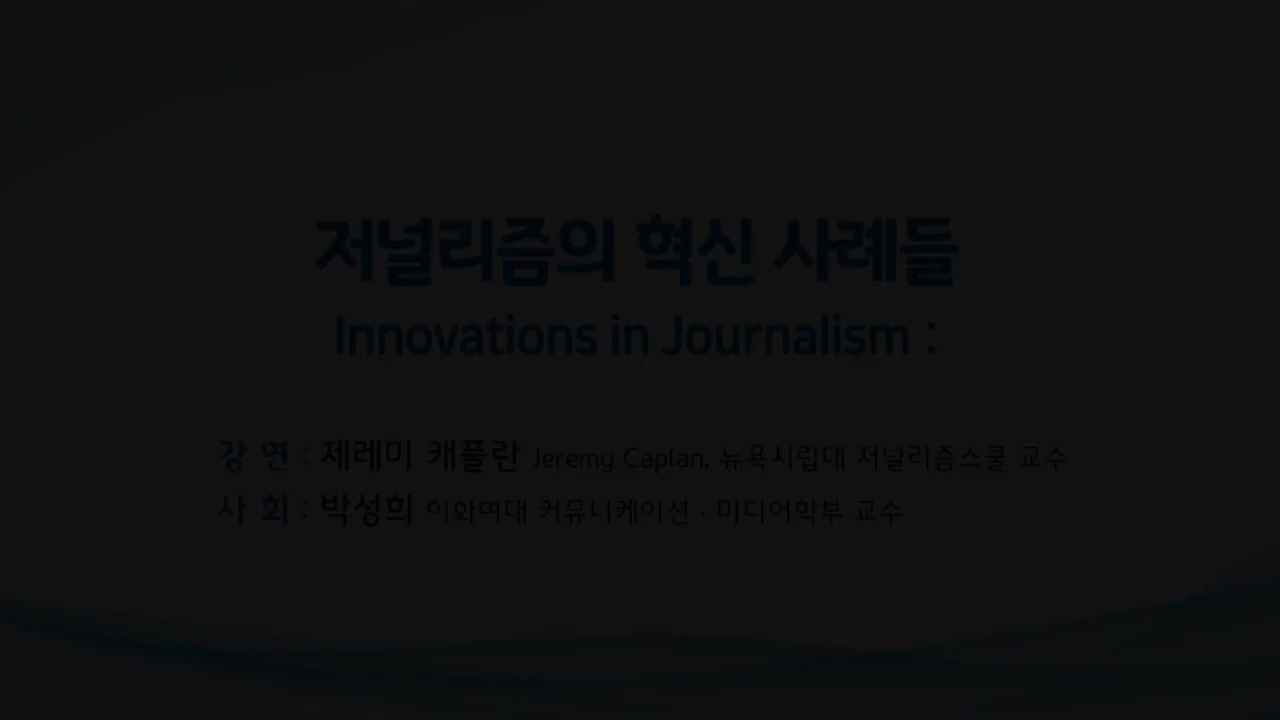 저널리즘의 혁신 사례들
Innovations in Journalism :
강 연 : 제레미 캐플란 Jeremy Caplan, 뉴욕시립대 저널리즘스쿨 교수
사 회 : 박성희 이화여대 커뮤니케이션 · 미디어학부 교수